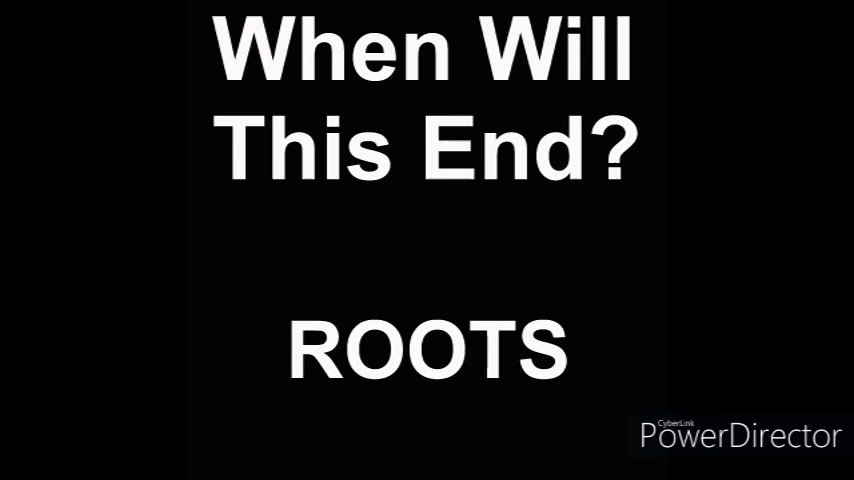 When Will
This End?
ROOTS
CyberLink
PowerDirector